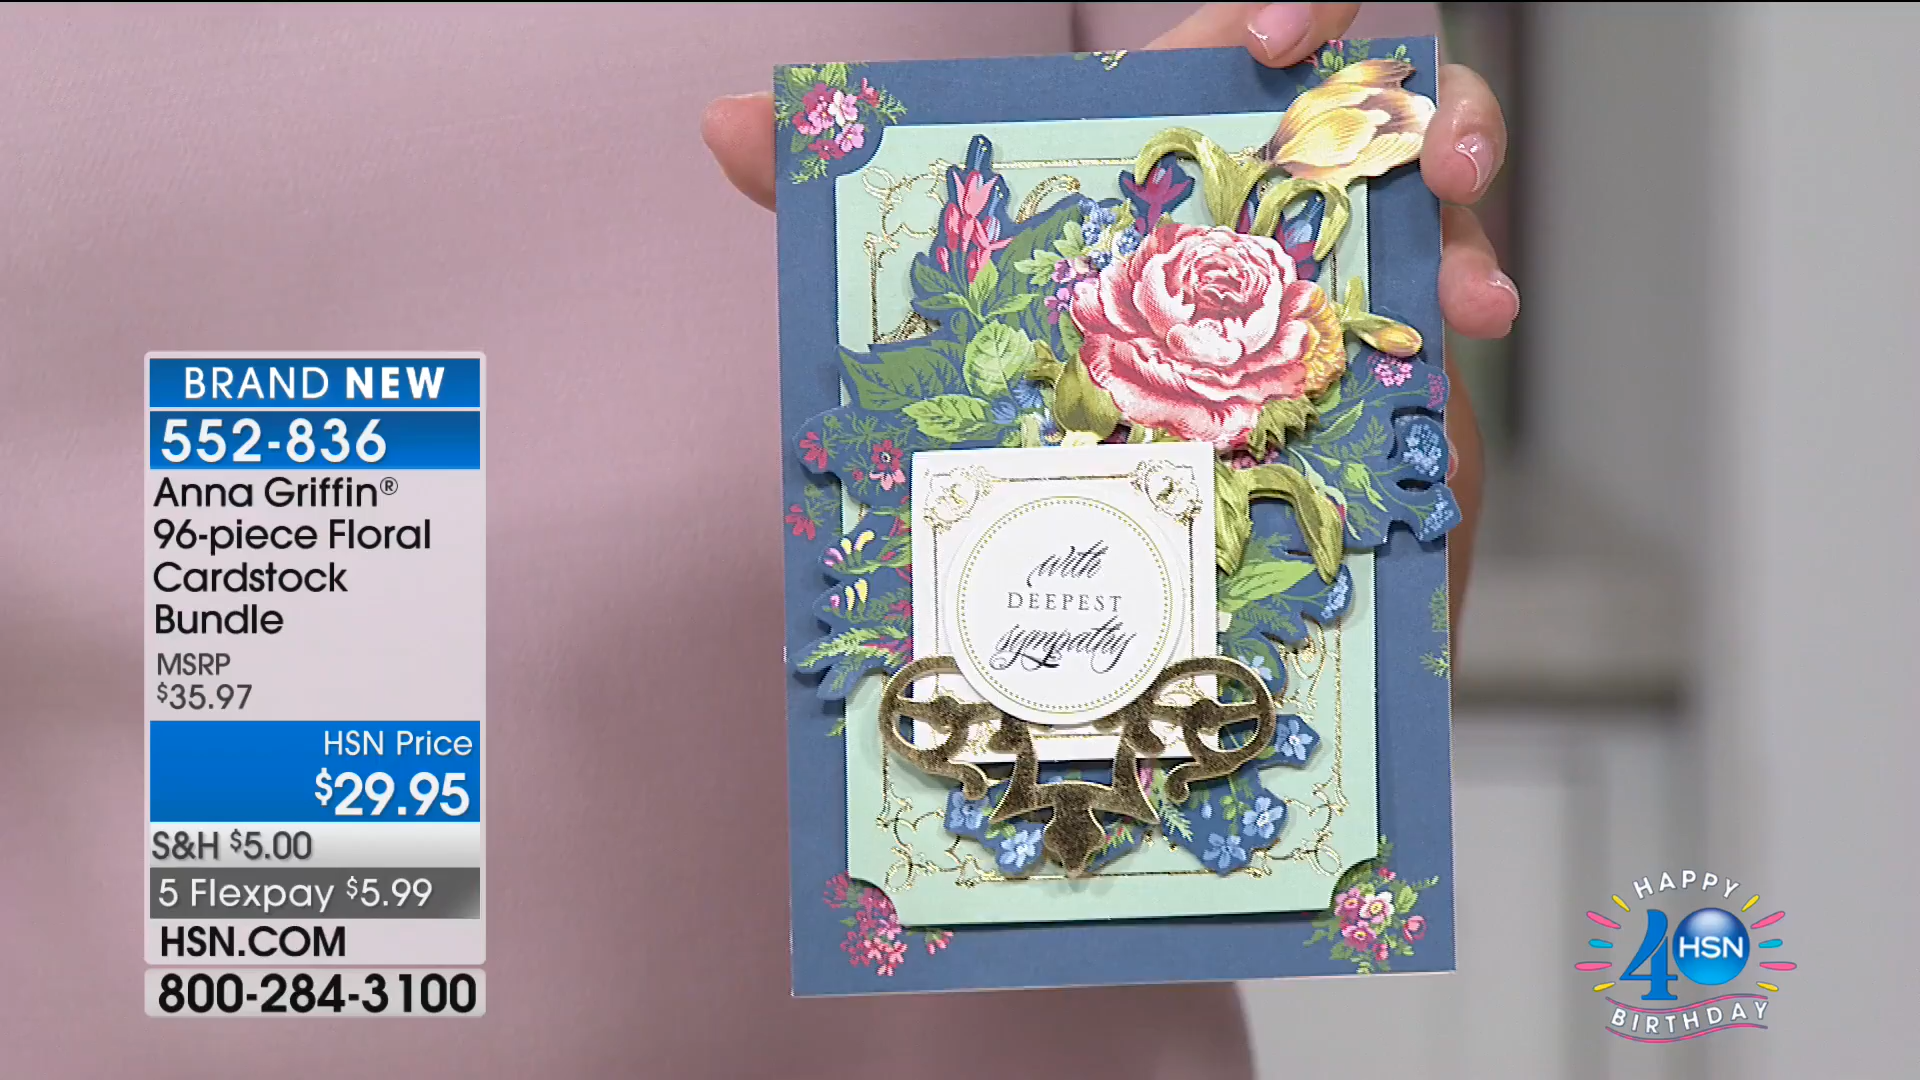 BRAND NEW
552-836
Anna Griffin®
96-piece Floral
Cardstock
Bundle
MSRP
$35.97
HSN Price
$29.95
S&H $5.00
5 Flexpay $5.99
HSN.COM
800-284-3100
with
DEEPEST
sympathy
HAPPY
40
HSN
BIRTHDAY